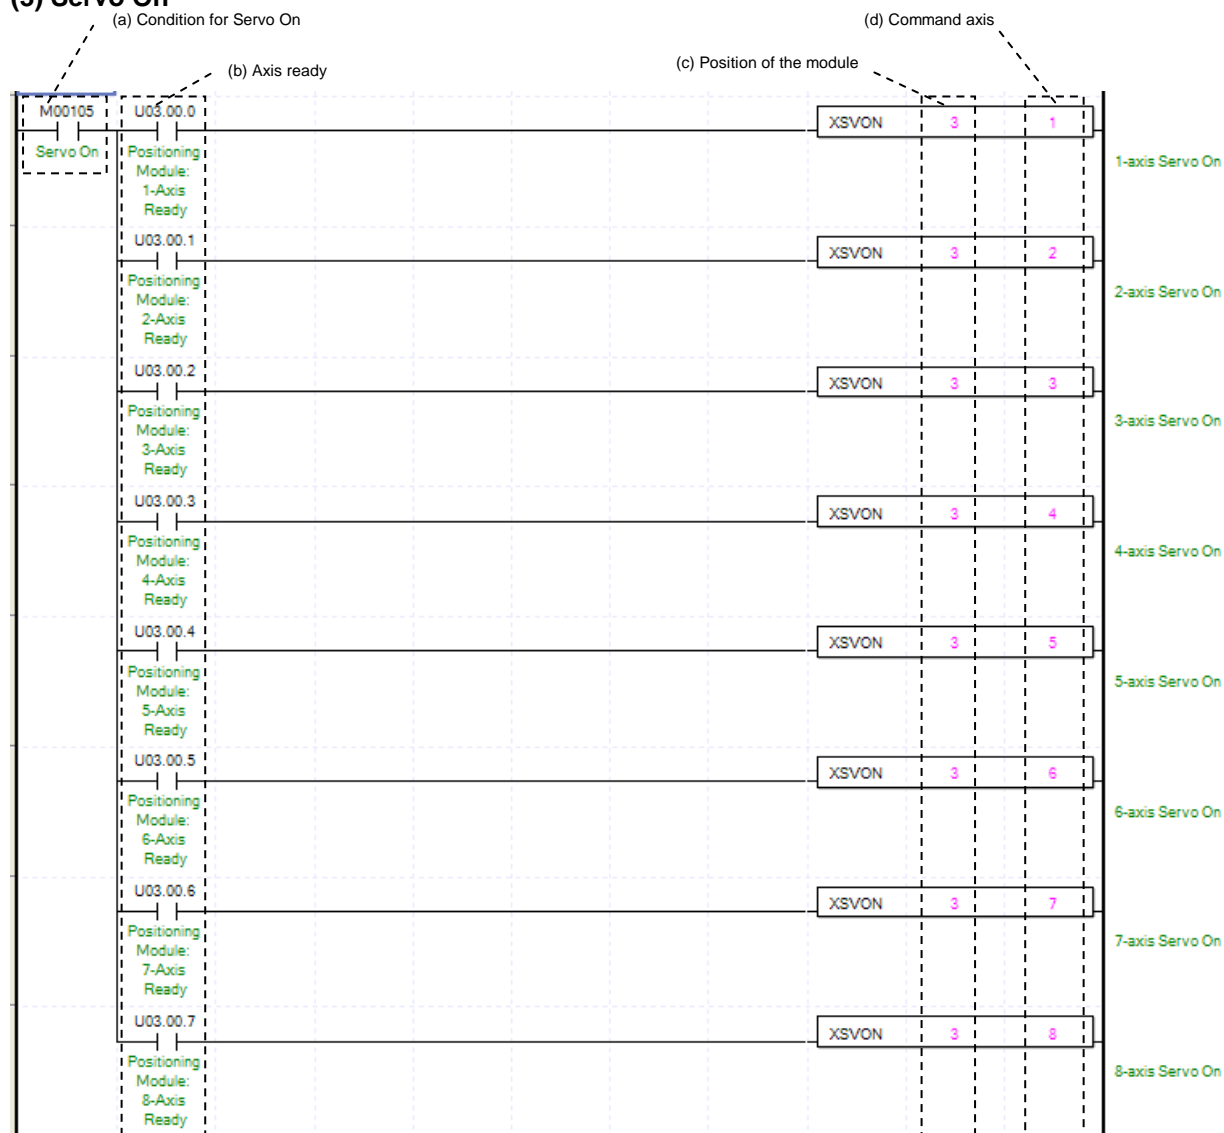 (3) Servo On
(a) Condition for Servo On
(d) Command axis
(b) Axis ready
(c) Position of the module
M00105
U03.00.0
XSVON 3 1
Servo On
Positioning
Module:
1-Axis
Ready
1-axis Servo On
U03.00.1
XSVON 3 2
Positioning
Module:
2-Axis
Ready
2-axis Servo On
U03.00.2
XSVON 3 3
Positioning
Module:
3-Axis
Ready
3-axis Servo On
U03.00.3
XSVON 3 4
Positioning
Module:
4-Axis
Ready
4-axis Servo On
U03.00.4
XSVON 3 5
Positioning
Module:
5-Axis
Ready
5-axis Servo On
U03.00.5
XSVON 3 6
Positioning
Module:
6-Axis
Ready
6-axis Servo On
U03.00.6
XSVON 3 7
Positioning
Module:
7-Axis
Ready
7-axis Servo On
U03.00.7
XSVON 3 8
Positioning
Module:
8-Axis
Ready
8-axis Servo On